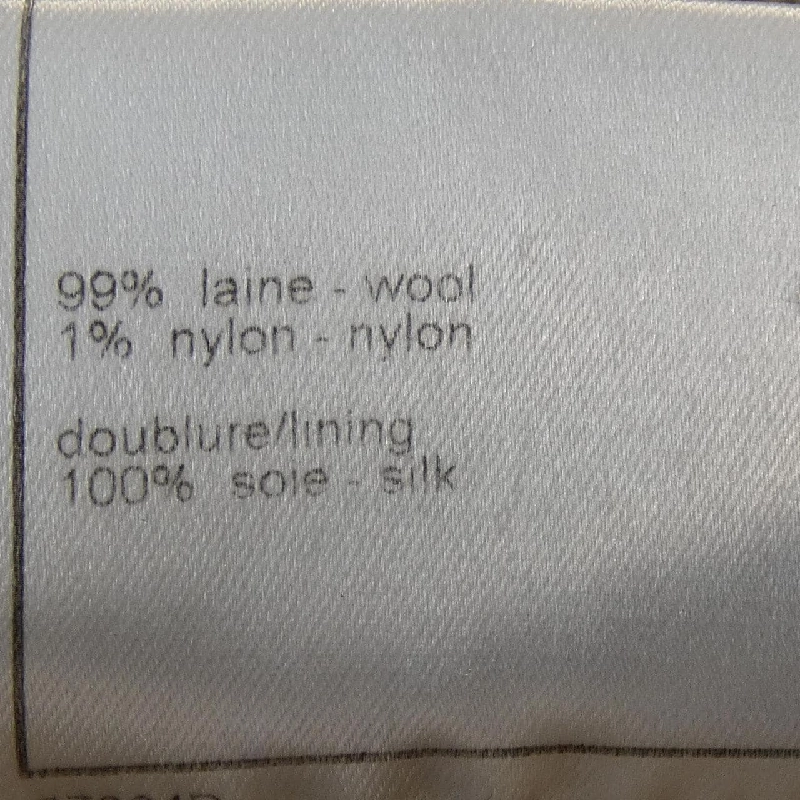 99% laine - wool
1% nylon - nylon
doublure/lining
100% soie - silk